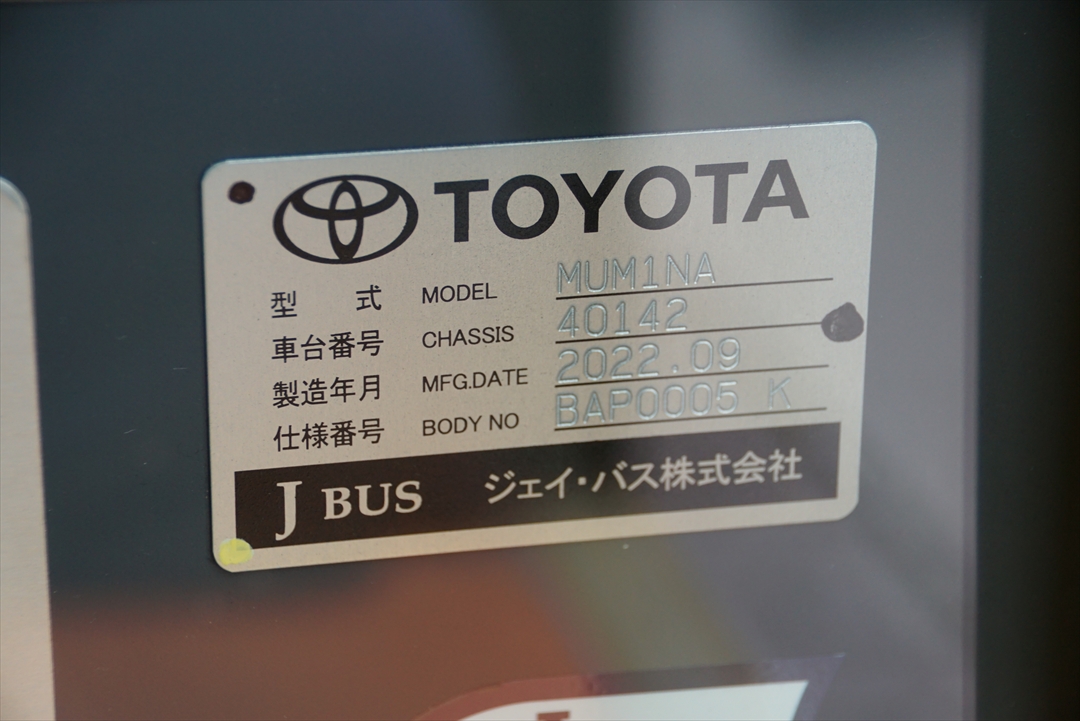 TOYOTA
型 式 MODEL MUM1NA
車台番号 CHASSIS 40142
製造年月 MFG.DATE 2022.09
仕様番号 BODY NO BAP0005 K
J BUS ジェイ・バス株式会社